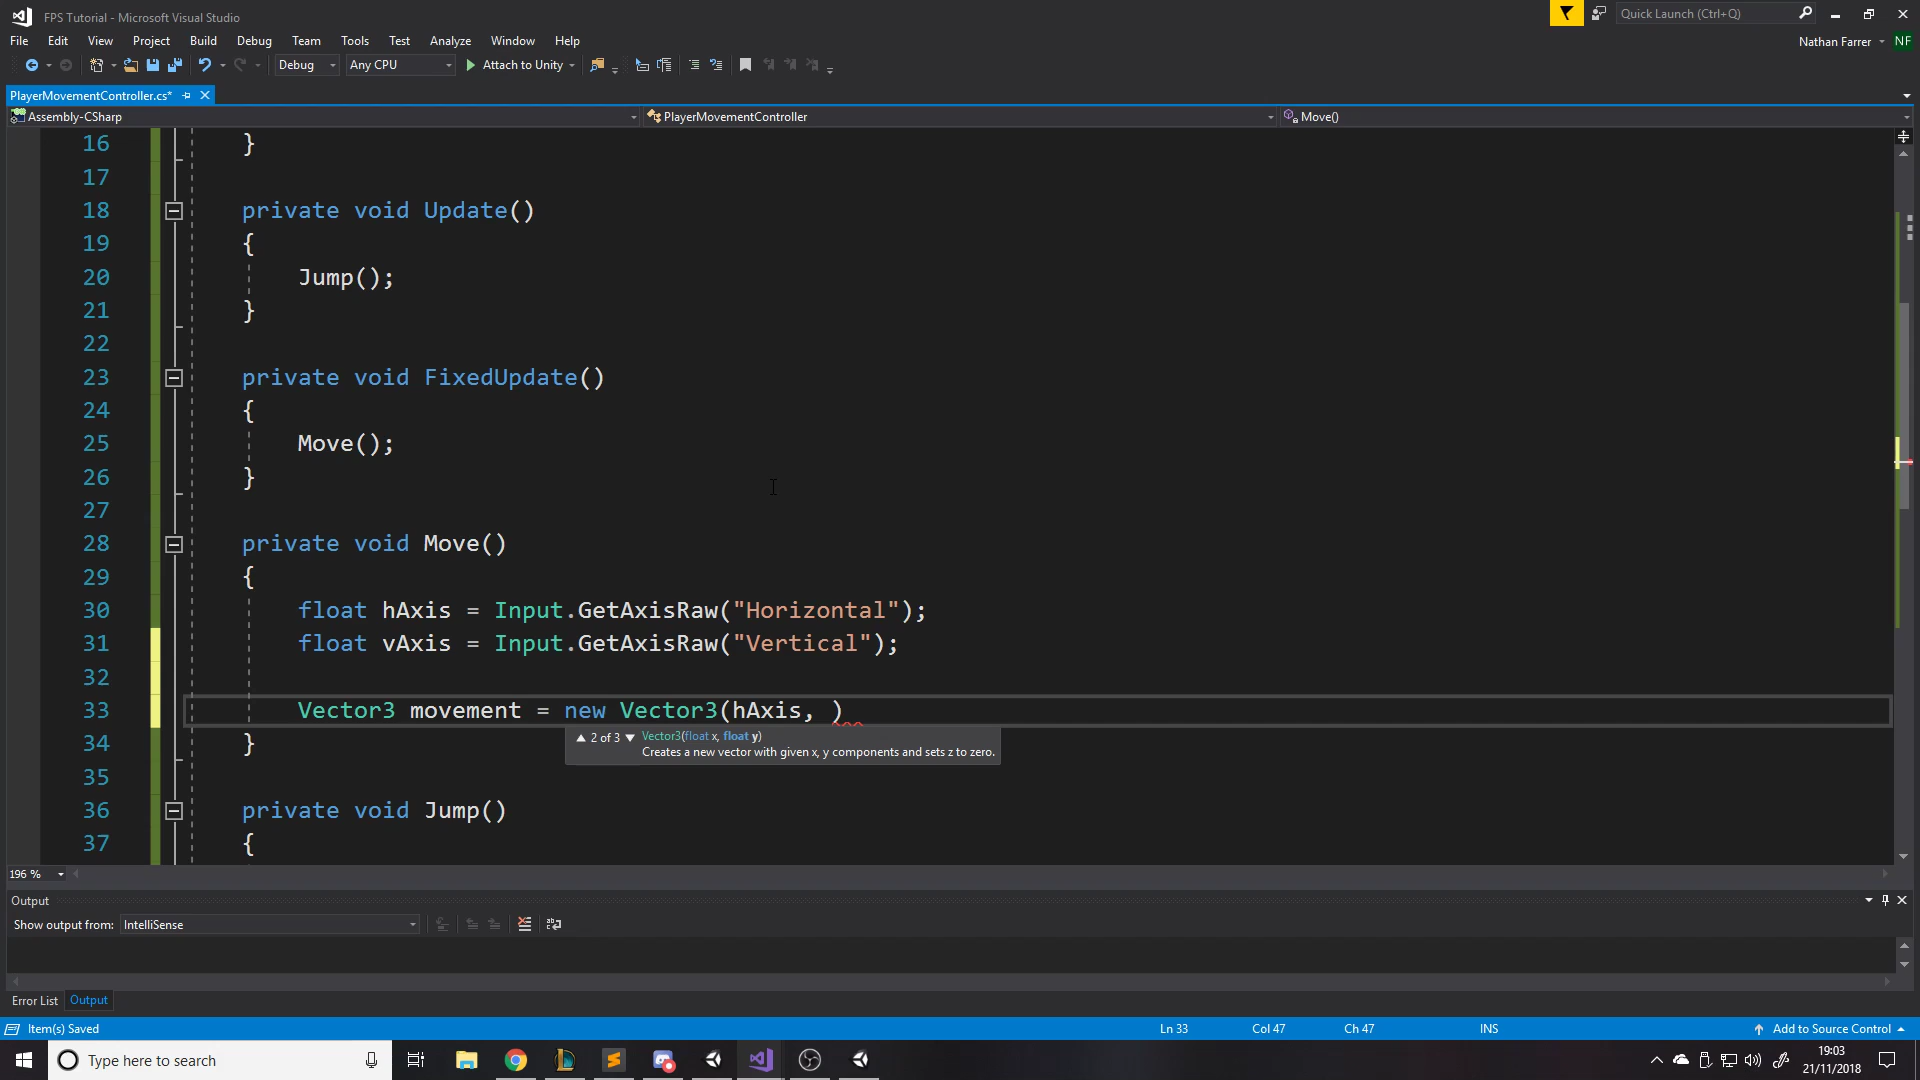 FPS Tutorial - Microsoft Visual Studio
Quick Launch (Ctrl+Q)
File Edit View Project Build Debug Team Tools Test Analyze Window Help
Nathan Farrer NF
Debug Any CPU Attach to Unity
PlayerMovementController.cs*
Assembly-CSharp PlayerMovementController Move()
16 }
17
18 private void Update()
19 {
20 Jump();
21 }
22
23 private void FixedUpdate()
24 {
25 Move();
26 }
27
28 private void Move()
29 {
30 float hAxis = Input.GetAxisRaw("Horizontal");
31 float vAxis = Input.GetAxisRaw("Vertical");
32
33 Vector3 movement = new Vector3(hAxis, )
▲ 2 of 3 ▼ Vector3(float x, float y)
Creates a new vector with given x, y components and sets z to zero.
34 }
35
36 private void Jump()
37 {
196 %
Output
Show output from: IntelliSense
Error List Output
Item(s) Saved Ln 33 Col 47 Ch 47 INS Add to Source Control
Type here to search
19:03
21/11/2018